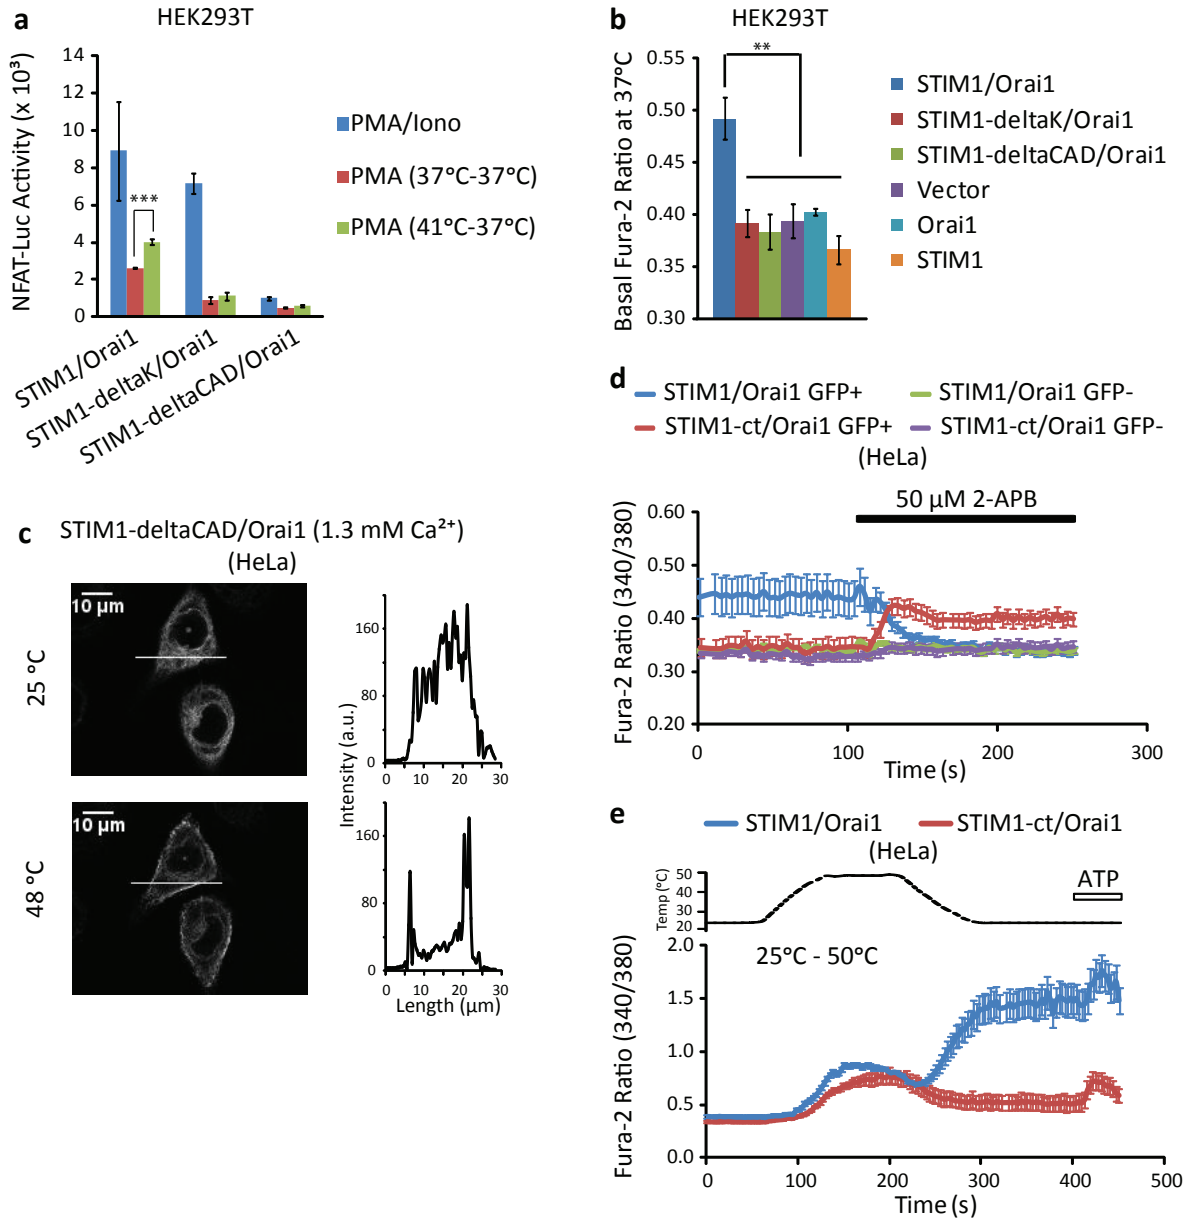 a
HEK293T
NFAT-Luc Activity (x 10³)
14
12
10
8
6
4
2
0
***
PMA/Iono
PMA (37°C-37°C)
PMA (41°C-37°C)
STIM1/Orai1
STIM1-deltaK/Orai1
STIM1-deltaCAD/Orai1
b
HEK293T
Basal Fura-2 Ratio at 37°C
0.55
0.50
0.45
0.40
0.35
0.30
**
STIM1/Orai1
STIM1-deltaK/Orai1
STIM1-deltaCAD/Orai1
Vector
Orai1
STIM1
c
STIM1-deltaCAD/Orai1 (1.3 mM Ca²⁺)
(HeLa)
25 °C
10 µm
48 °C
10 µm
Intensity (a.u.)
160
80
0
0 10 20 30
160
80
0
0 10 20 30
Length (µm)
d
STIM1/Orai1 GFP+
STIM1/Orai1 GFP-
STIM1-ct/Orai1 GFP+
STIM1-ct/Orai1 GFP-
(HeLa)
50 µM 2-APB
Fura-2 Ratio (340/380)
0.60
0.50
0.40
0.30
0.20
0 100 200 300
Time (s)
e
STIM1/Orai1
STIM1-ct/Orai1
(HeLa)
Temp (°C)
50
40
30
20
ATP
25°C - 50°C
Fura-2 Ratio (340/380)
2.0
1.5
1.0
0.5
0.0
0 100 200 300 400 500
Time (s)